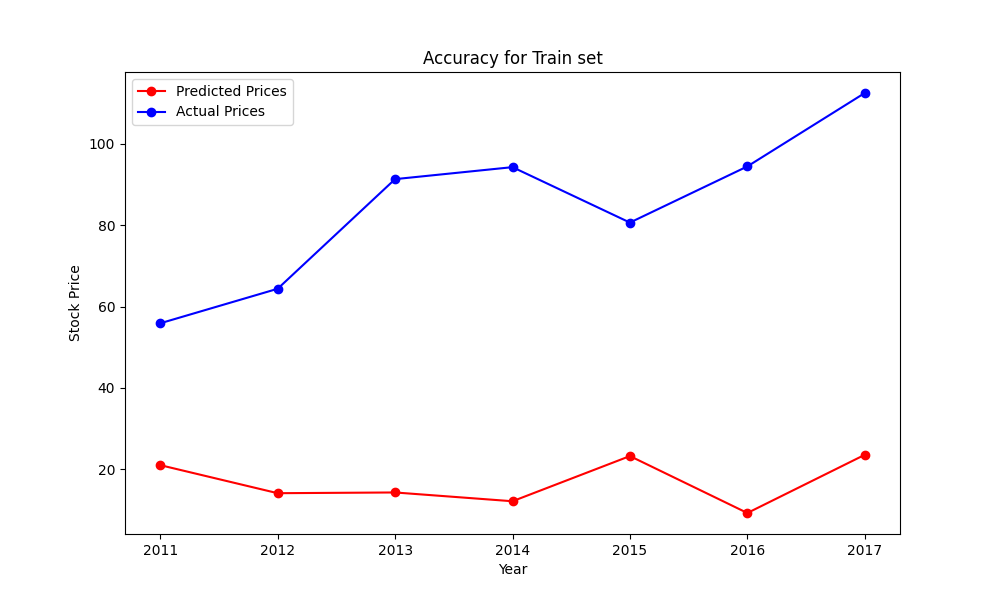 Accuracy for Train set
Predicted Prices
Actual Prices
100
80
60
40
20
Stock Price
2011 2012 2013 2014 2015 2016 2017
Year